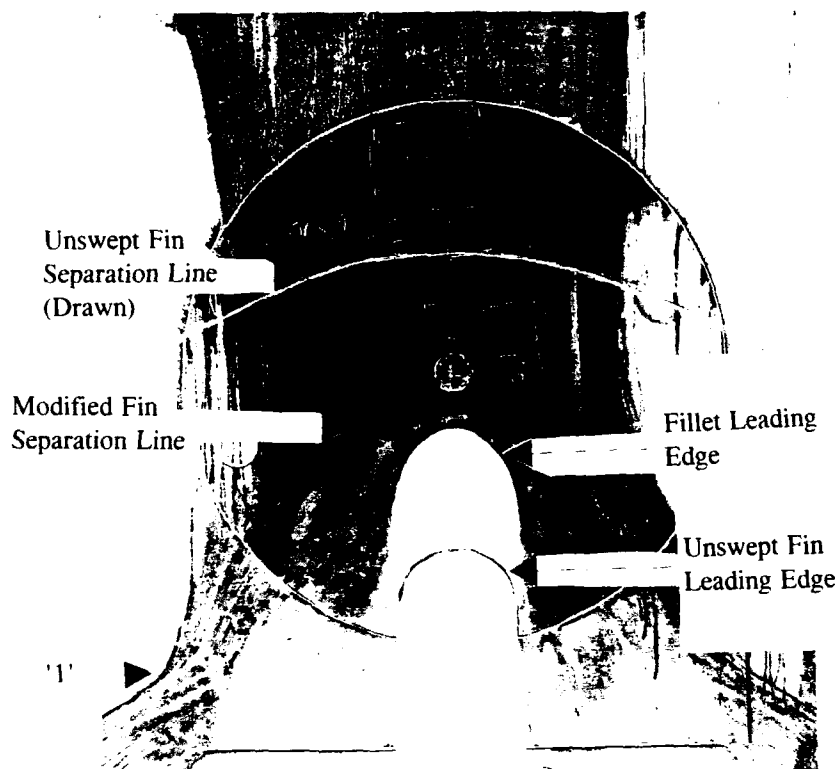 Unswept Fin
Separation Line
(Drawn)
Modified Fin
Separation Line
Fillet Leading
Edge
Unswept Fin
Leading Edge
'1'